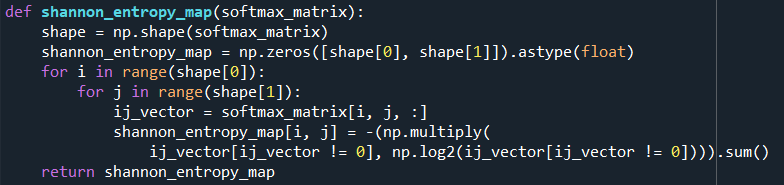 def shannon_entropy_map(softmax_matrix):
    shape = np.shape(softmax_matrix)
    shannon_entropy_map = np.zeros([shape[0], shape[1]]).astype(float)
    for i in range(shape[0]):
        for j in range(shape[1]):
            ij_vector = softmax_matrix[i, j, :]
            shannon_entropy_map[i, j] = -(np.multiply(
                ij_vector[ij_vector != 0], np.log2(ij_vector[ij_vector != 0]))).sum()
    return shannon_entropy_map